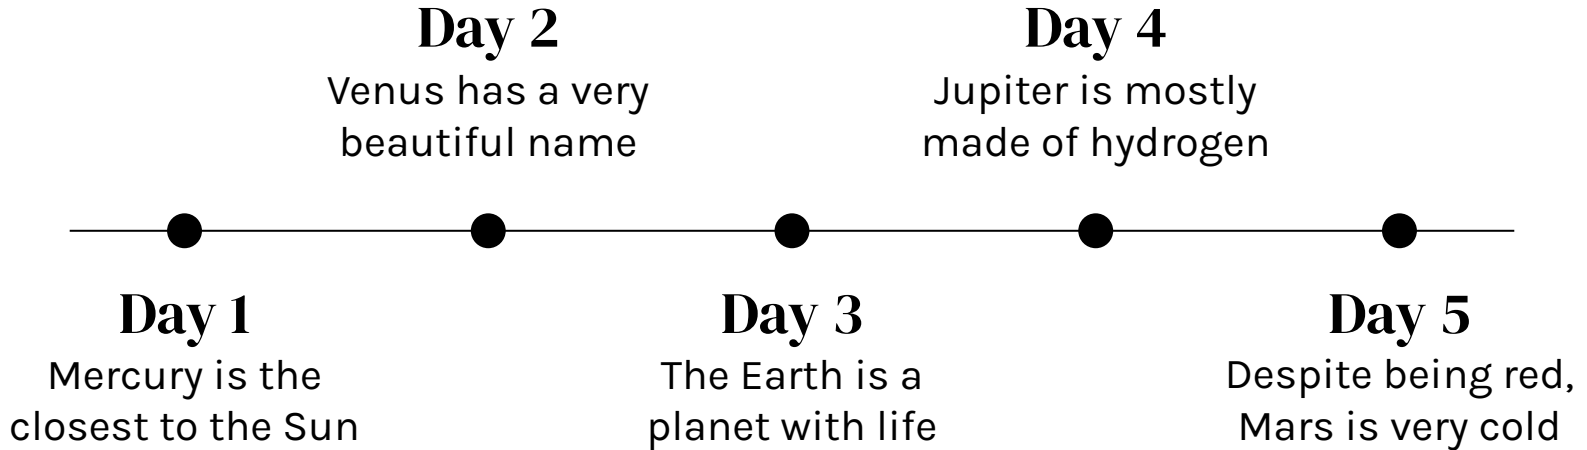 Day 1
Mercury is the
closest to the Sun
Day 2
Venus has a very
beautiful name
Day 3
The Earth is a
planet with life
Day 4
Jupiter is mostly
made of hydrogen
Day 5
Despite being red,
Mars is very cold